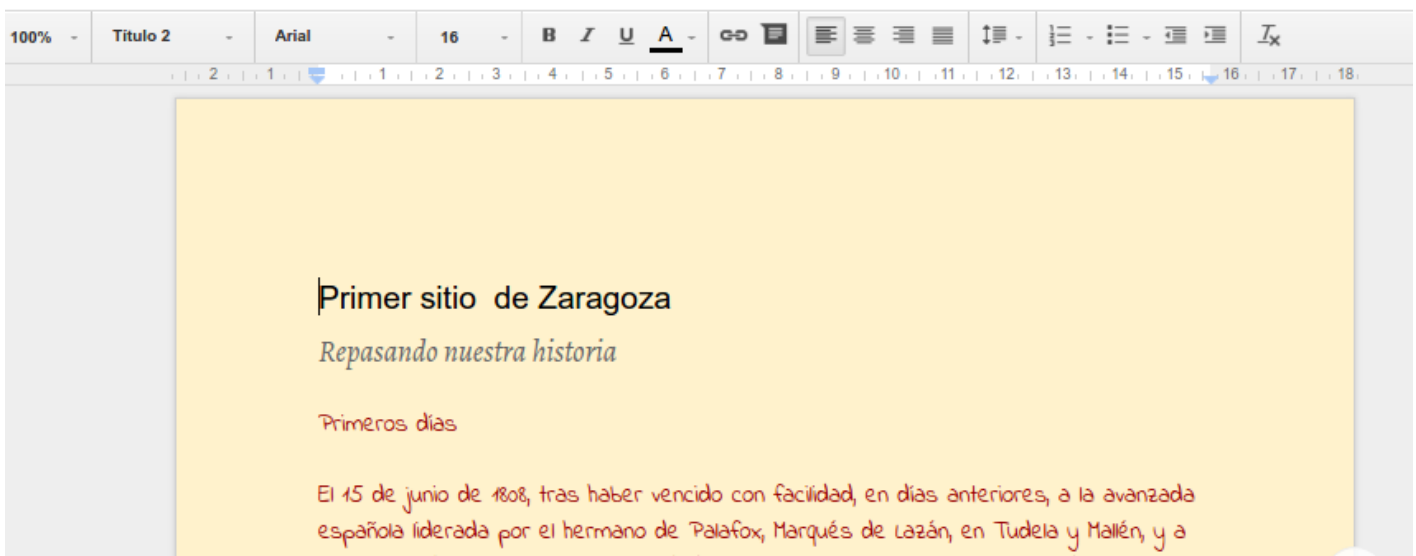 100% Título 2 Arial 16 B I U A
2 1 1 2 3 4 5 6 7 8 9 10 11 12 13 14 15 16 17 18
Primer sitio  de Zaragoza
Repasando nuestra historia
Primeros días
El 15 de junio de 1808, tras haber vencido con facilidad, en días anteriores, a la avanzada
española liderada por el hermano de Palafox, Marqués de Lazán, en Tudela y Mallén, y a